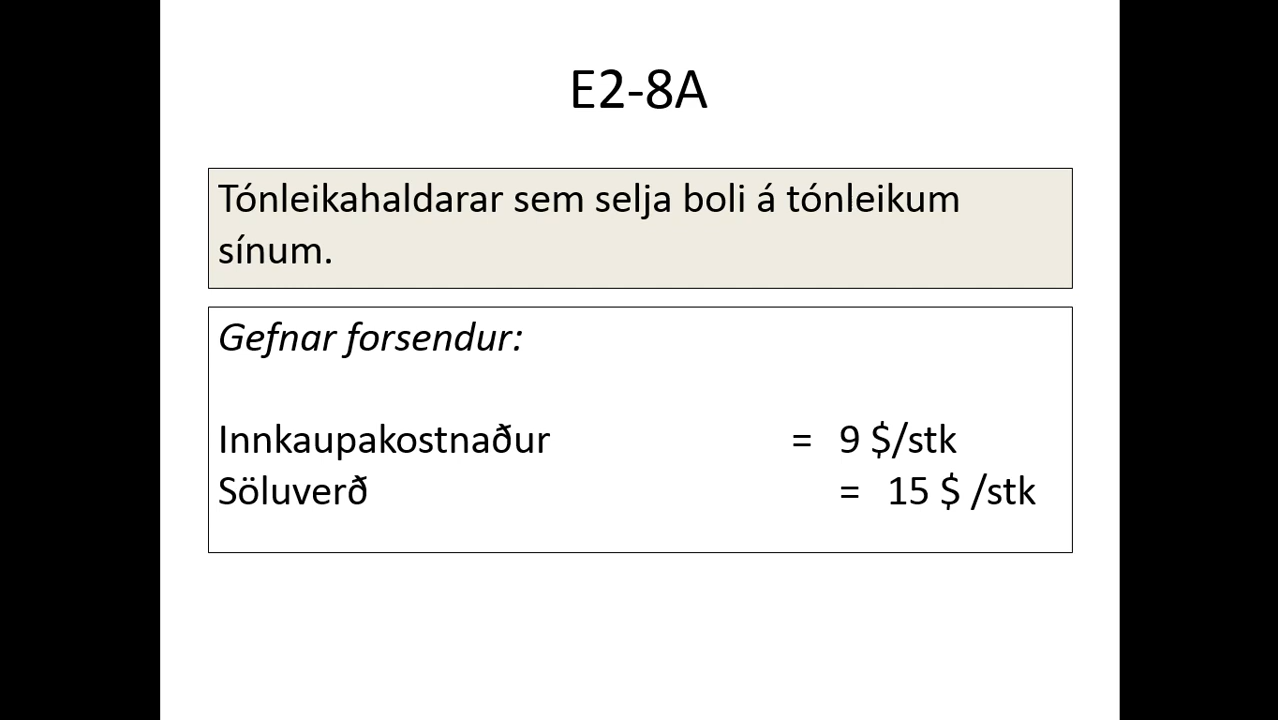 E2-8A
Tónleikahaldarar sem selja boli á tónleikum
sínum.
Gefnar forsendur:
Innkaupakostnaður = 9 $/stk
Söluverð = 15 $ /stk